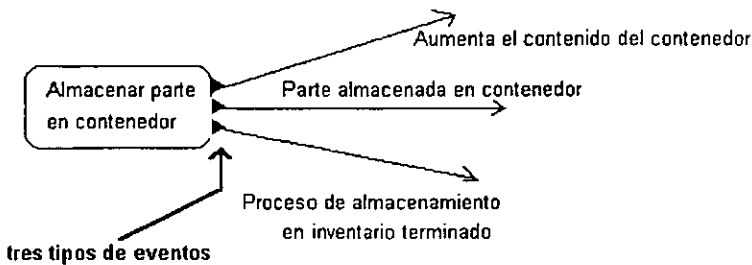 Aumenta el contenido del contenedor
Almacenar parte
en contenedor
Parte almacenada en contenedor
Proceso de almacenamiento
en inventario terminado
tres tipos de eventos